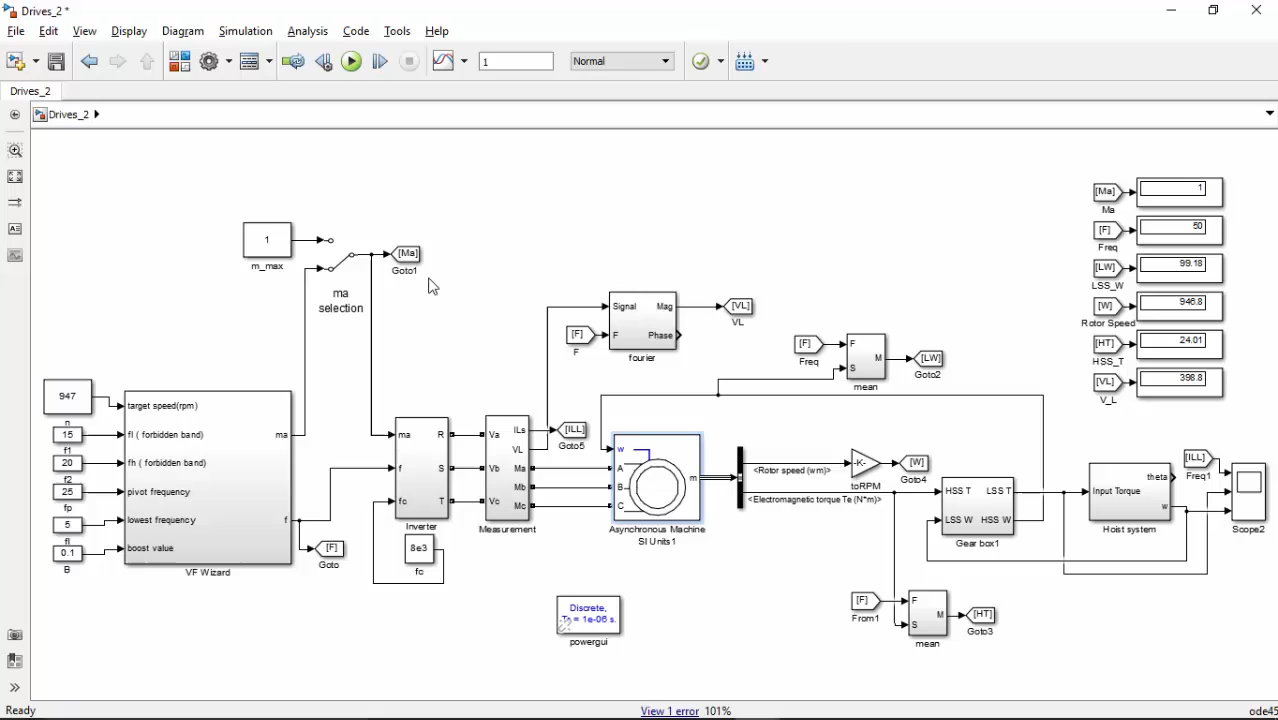 Drives_2 *
File Edit View Display Diagram Simulation Analysis Code Tools Help
1 Normal
Drives_2
Drives_2
[Ma] 1
Ma
[F] 50
Freq
[LW] 99.18
LSS_W
[W] 946.8
Rotor Speed
[HT] 24.01
HSS_T
[VL] 398.8
V_L
1
m_max
[Ma]
Goto1
ma
selection
Signal Mag
F Phase
fourier
[F]
F
[VL]
VL
[F]
Freq
F
S
M
mean
[LW]
Goto2
947
n
15
f1
20
f2
25
fp
5
fl
0.1
B
target speed(rpm)
fl ( forbidden band)
fh ( forbidden band)
pivot frequency
lowest frequency
boost value
ma
f
VF Wizard
[F]
Goto
ma R
f S
fc T
Inverter
8e3
fc
Va ILs
VL
Vb Ma
Mb
Vc Mc
Measurement
[ILL]
Goto5
w
A
B
C
m
Asynchronous Machine
SI Units1
<Rotor speed (wm)>
<Electromagnetic torque Te (N*m)>
-K-
toRPM
[W]
Goto4
HSS T LSS T
LSS W HSS W
Gear box1
Input Torque theta
w
Hoist system
[ILL]
Freq1
Scope2
[F]
From1
F
S
M
mean
[HT]
Goto3
Discrete,
= 1e-06 s.
powergui
Ready View 1 error 101% ode45